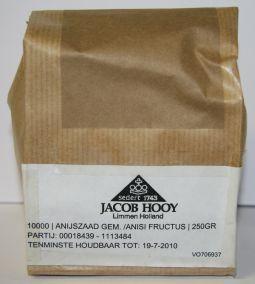 sedert 1743
JACOB HOOY
Limmen Holland
10000 | ANIJSZAAD GEM. /ANISI FRUCTUS | 250GR
PARTIJ: 00018439 - 1113484
TENMINSTE HOUDBAAR TOT: 19-7-2010
VO706937